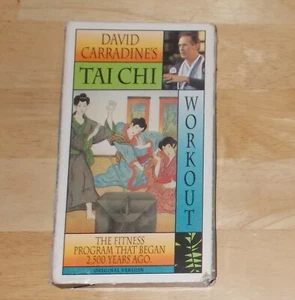 DAVID
CARRADINE'S
TAI CHI
WORKOUT
THE FITNESS
PROGRAM THAT BEGAN
2,500 YEARS AGO.
ORIGINAL VERSION